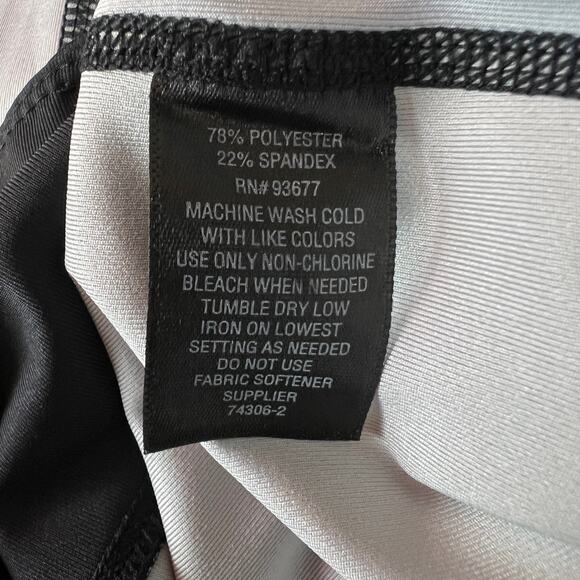 78% POLYESTER
22% SPANDEX
RN# 93677
MACHINE WASH COLD
WITH LIKE COLORS
USE ONLY NON-CHLORINE
BLEACH WHEN NEEDED
TUMBLE DRY LOW
IRON ON LOWEST
SETTING AS NEEDED
DO NOT USE
FABRIC SOFTENER
SUPPLIER
74306-2